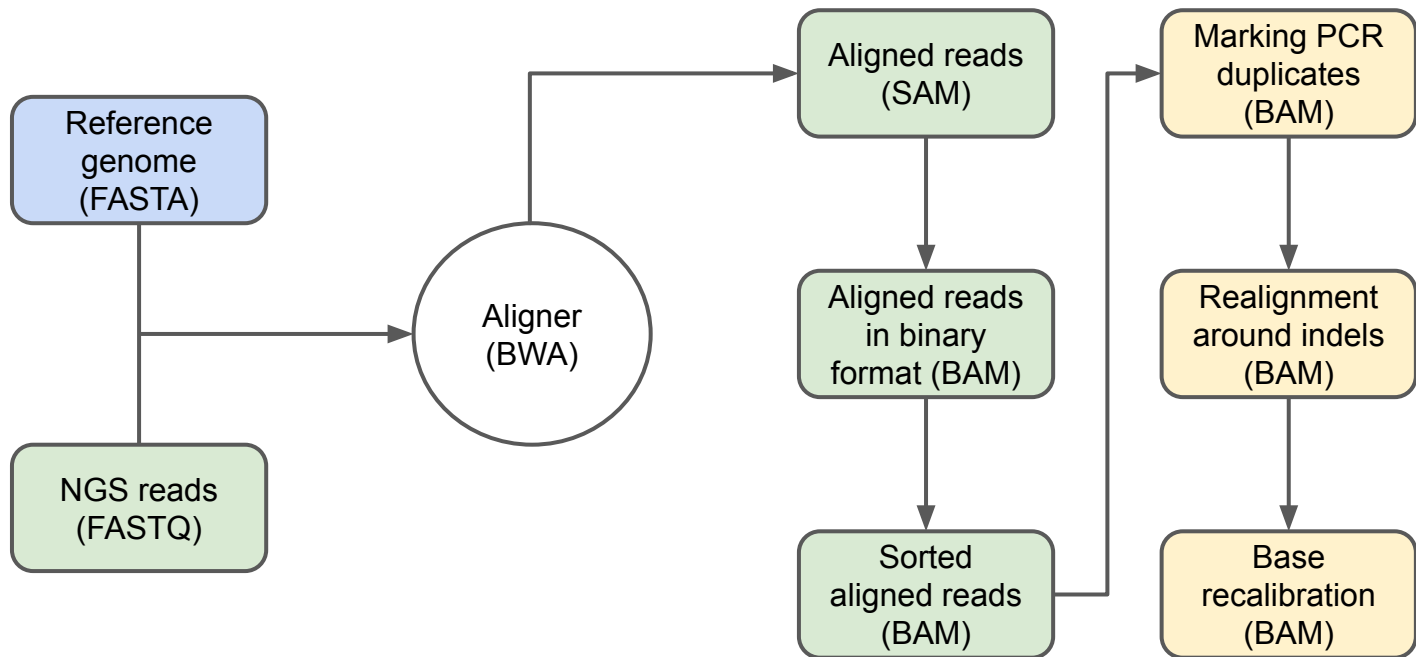 Reference
genome
(FASTA)
NGS reads
(FASTQ)
Aligner
(BWA)
Aligned reads
(SAM)
Aligned reads
in binary
format (BAM)
Sorted
aligned reads
(BAM)
Marking PCR
duplicates
(BAM)
Realignment
around indels
(BAM)
Base
recalibration
(BAM)